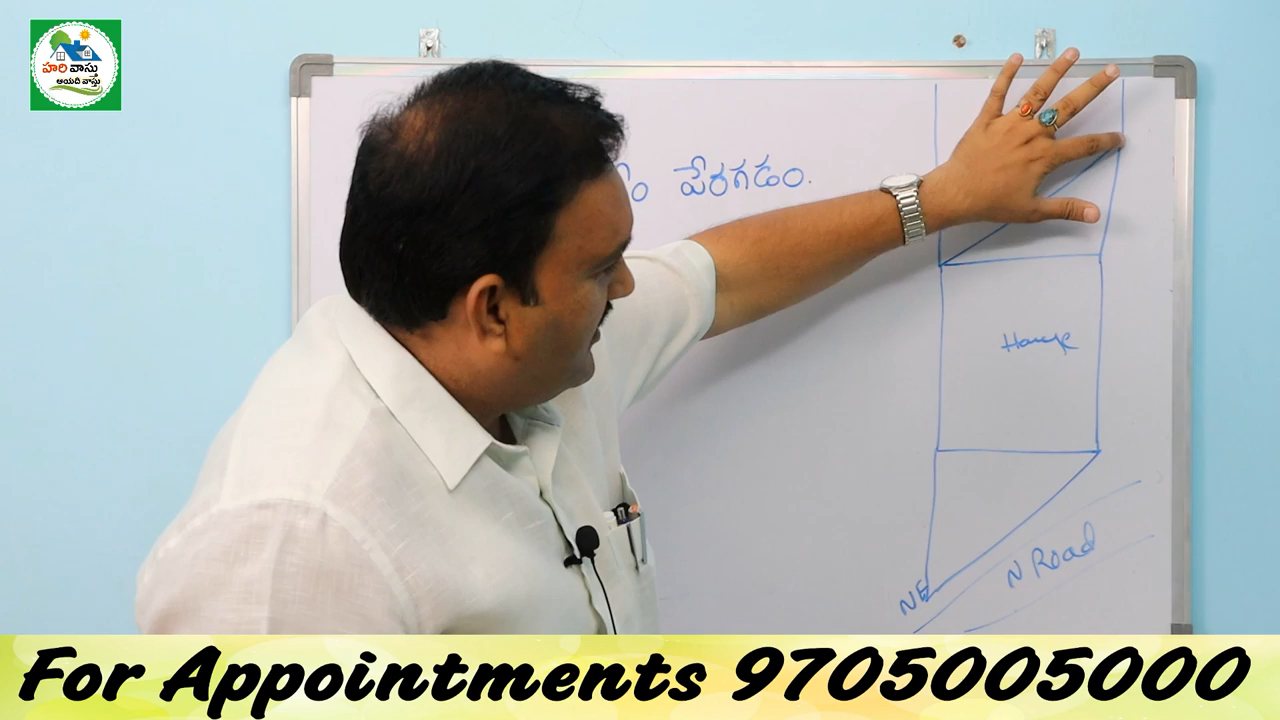 హరి వాస్తు
ఆయాది వాస్తు
పేరగడం.
House
N Road
NE
For Appointments 9705005000